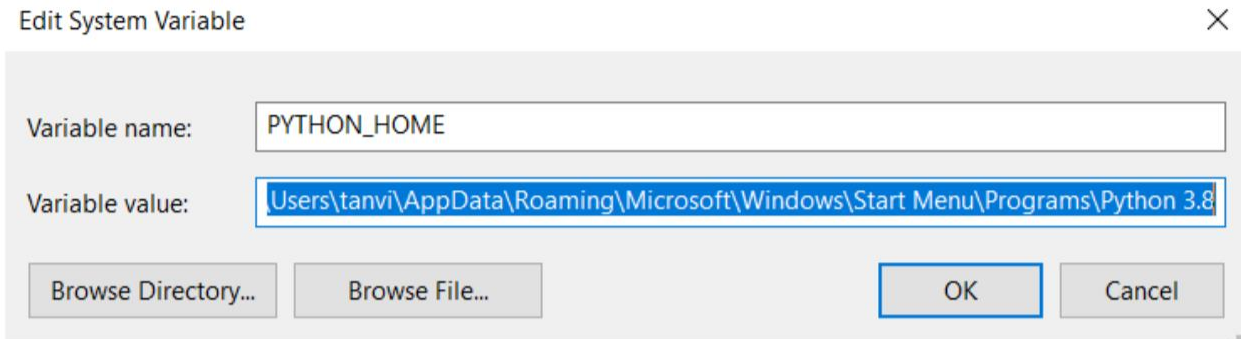 Edit System Variable
Variable name: PYTHON_HOME
Variable value: \Users\tanvi\AppData\Roaming\Microsoft\Windows\Start Menu\Programs\Python 3.8
Browse Directory... Browse File... OK Cancel